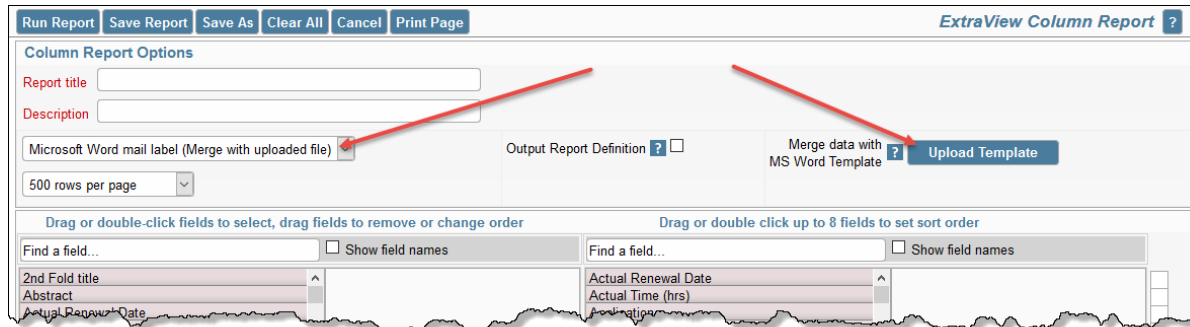 Run Report Save Report Save As Clear All Cancel Print Page ExtraView Column Report ?
Column Report Options
Report title
Description
Microsoft Word mail label (Merge with uploaded file) Output Report Definition ? Merge data with MS Word Template ? Upload Template
500 rows per page
Drag or double-click fields to select, drag fields to remove or change order Drag or double click up to 8 fields to set sort order
Find a field... Show field names Find a field... Show field names
2nd Fold title Actual Renewal Date
Abstract Actual Time (hrs)
Actual Renewal Date Application